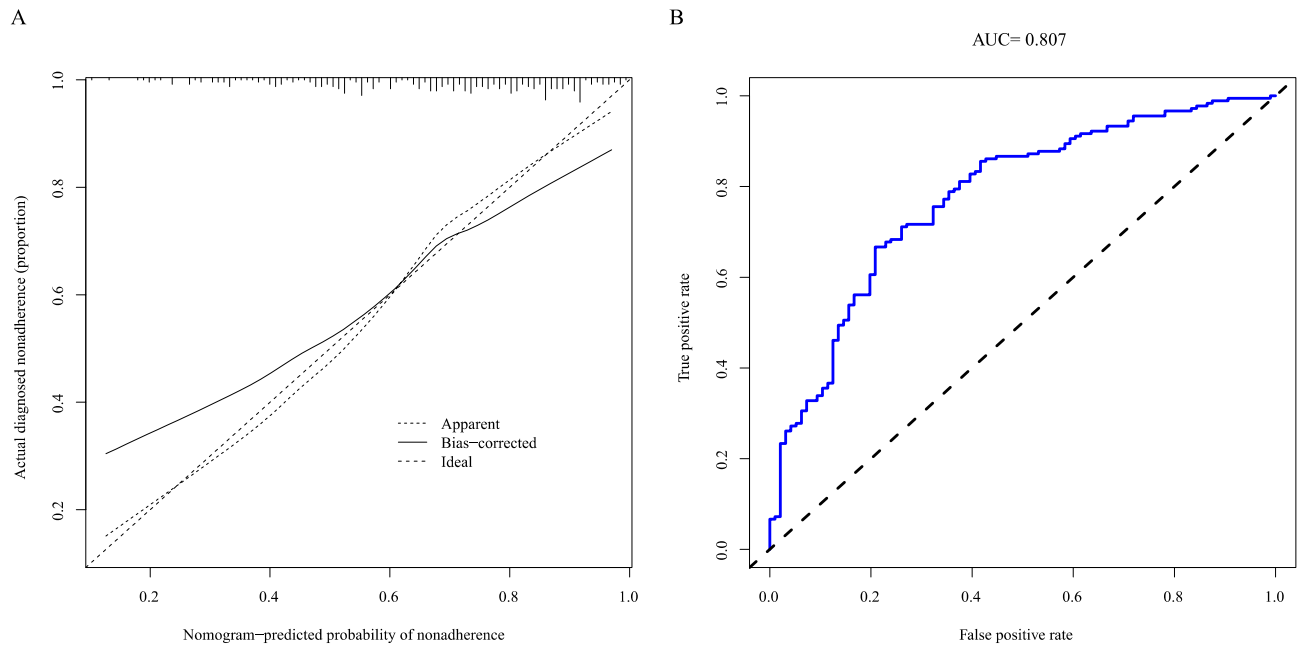 A
B
AUC= 0.807
Actual diagnosed nonadherence (proportion)
1.0
0.8
0.6
0.4
0.2
Apparent
Bias−corrected
Ideal
0.2
0.4
0.6
0.8
1.0
Nomogram−predicted probability of nonadherence
True positive rate
1.0
0.8
0.6
0.4
0.2
0.0
0.0
0.2
0.4
0.6
0.8
1.0
False positive rate